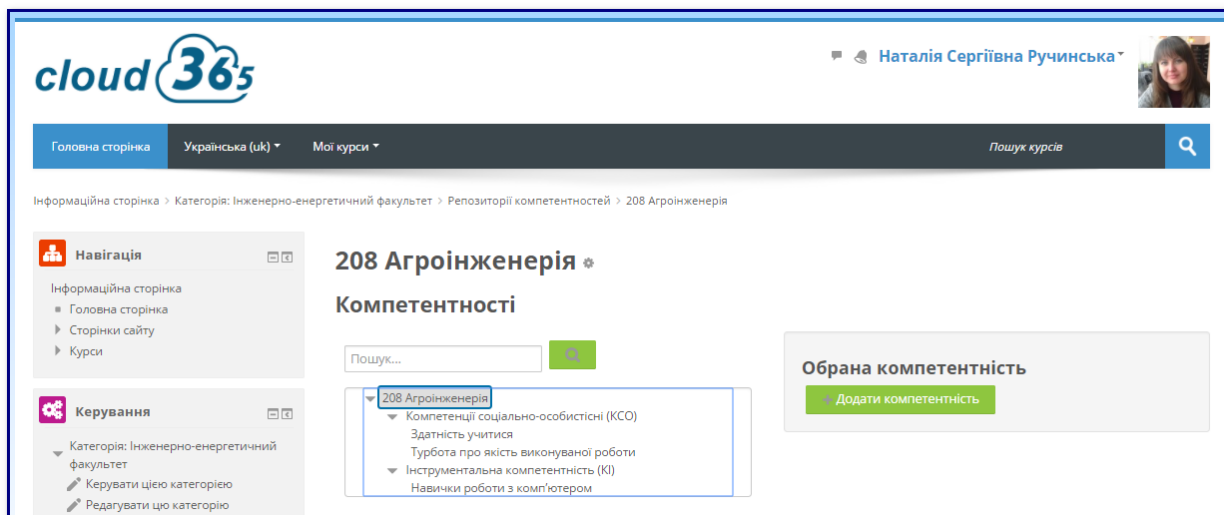 cloud 365
Наталія Сергіївна Ручинська
Головна сторінка
Українська (uk)
Мої курси
Пошук курсів
Інформаційна сторінка > Категорія: Інженерно-енергетичний факультет > Репозиторії компетентностей > 208 Агроінженерія
Навігація
Інформаційна сторінка
Головна сторінка
Сторінки сайту
Курси
Керування
Категорія: Інженерно-енергетичний
факультет
Керувати цією категорією
Редагувати цю категорію
208 Агроінженерія
Компетентності
Пошук...
208 Агроінженерія
Компетенції соціально-особистісні (КСО)
Здатність учитися
Турбота про якість виконуваної роботи
Інструментальна компетентність (КІ)
Навички роботи з комп'ютером
Обрана компетентність
Додати компетентність